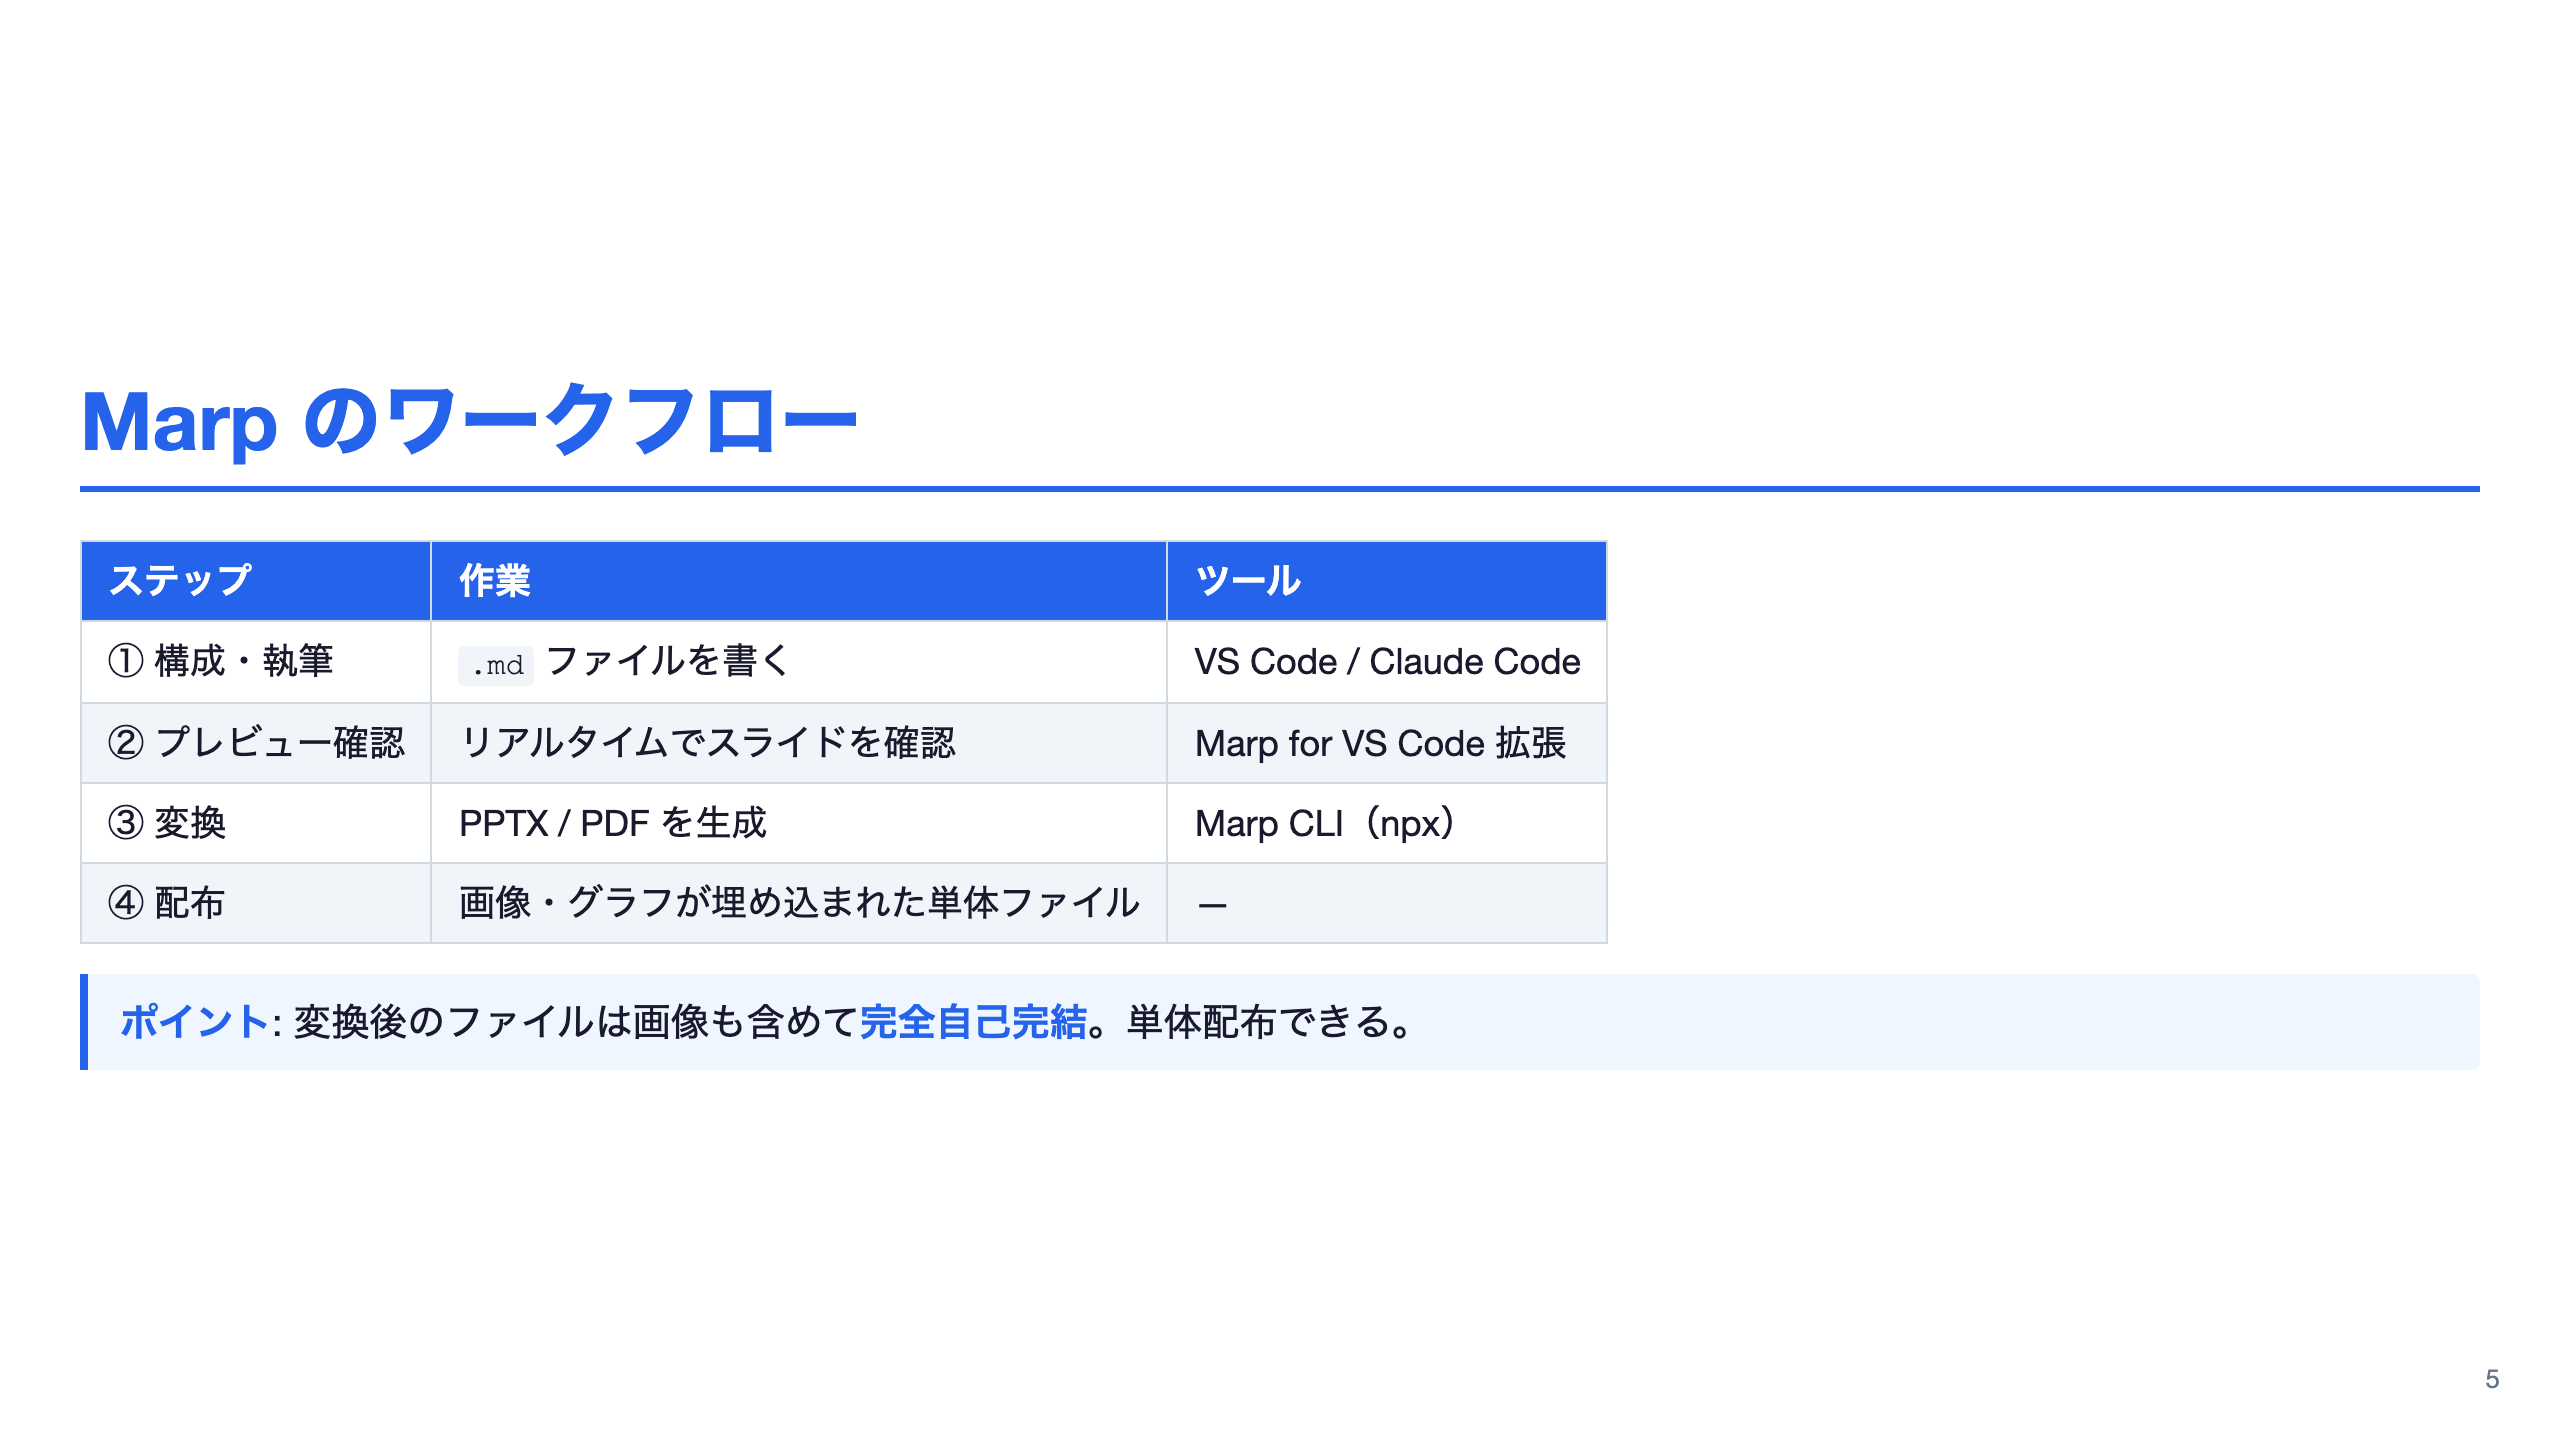 Marp のワークフロー
ステップ 作業 ツール
① 構成・執筆 .md ファイルを書く VS Code / Claude Code
② プレビュー確認 リアルタイムでスライドを確認 Marp for VS Code 拡張
③ 変換 PPTX / PDF を生成 Marp CLI（npx）
④ 配布 画像・グラフが埋め込まれた単体ファイル —
ポイント: 変換後のファイルは画像も含めて完全自己完結。単体配布できる。
5